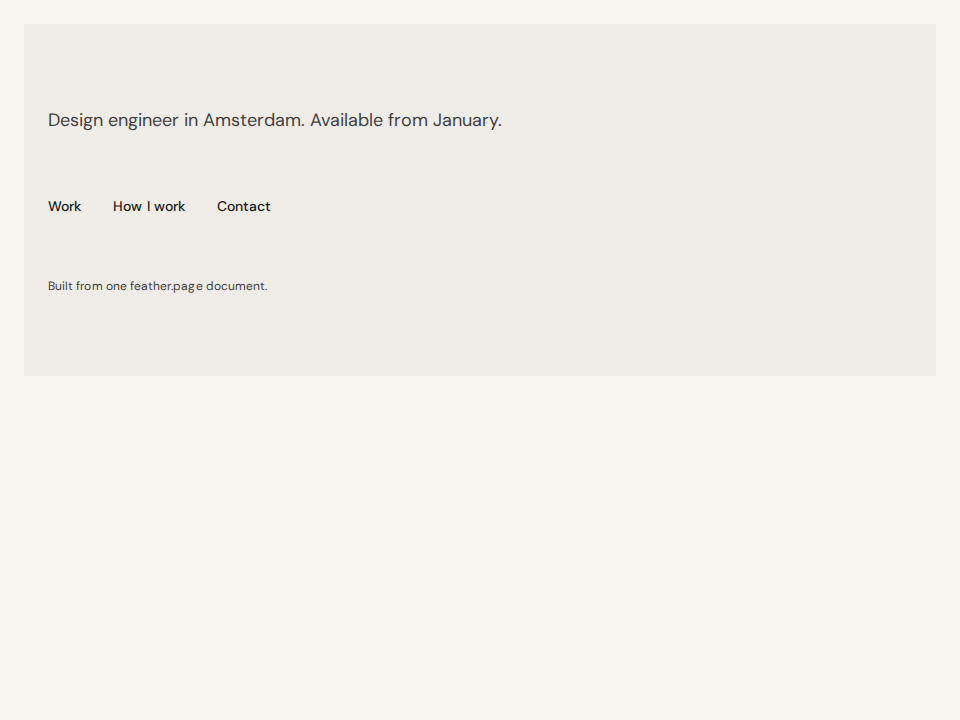 Design engineer in Amsterdam. Available from January.
Work How I work Contact
Built from one feather.page document.